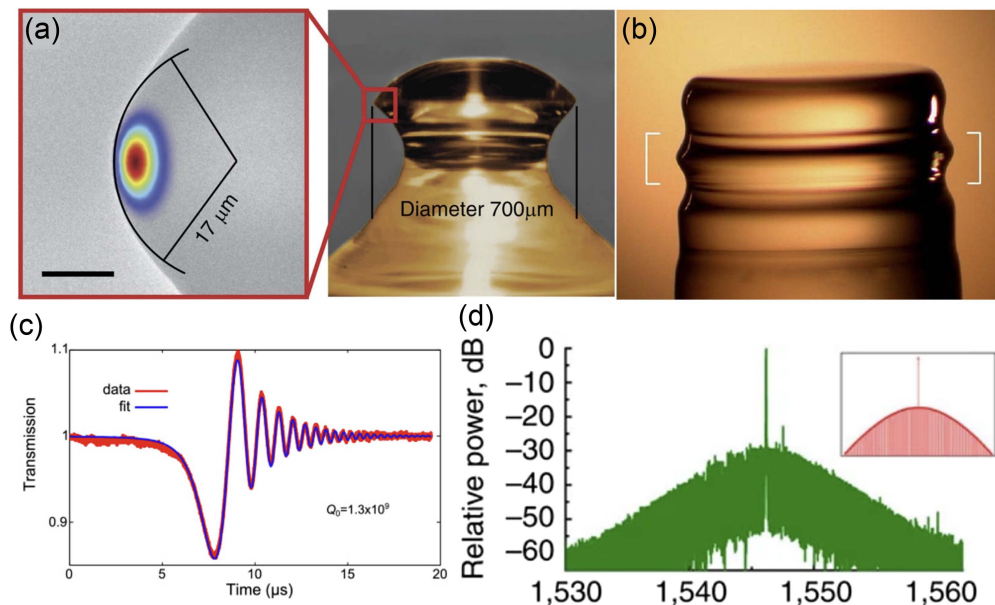 (a)
17 μm
Diameter 700μm
(b)
(c)
1.1
1
0.9
Transmission
data
fit
Q₀=1.3x10⁹
0
5
10
15
20
Time (μs)
(d)
0
−10
−20
−30
−40
−50
−60
Relative power, dB
1,530
1,540
1,550
1,560